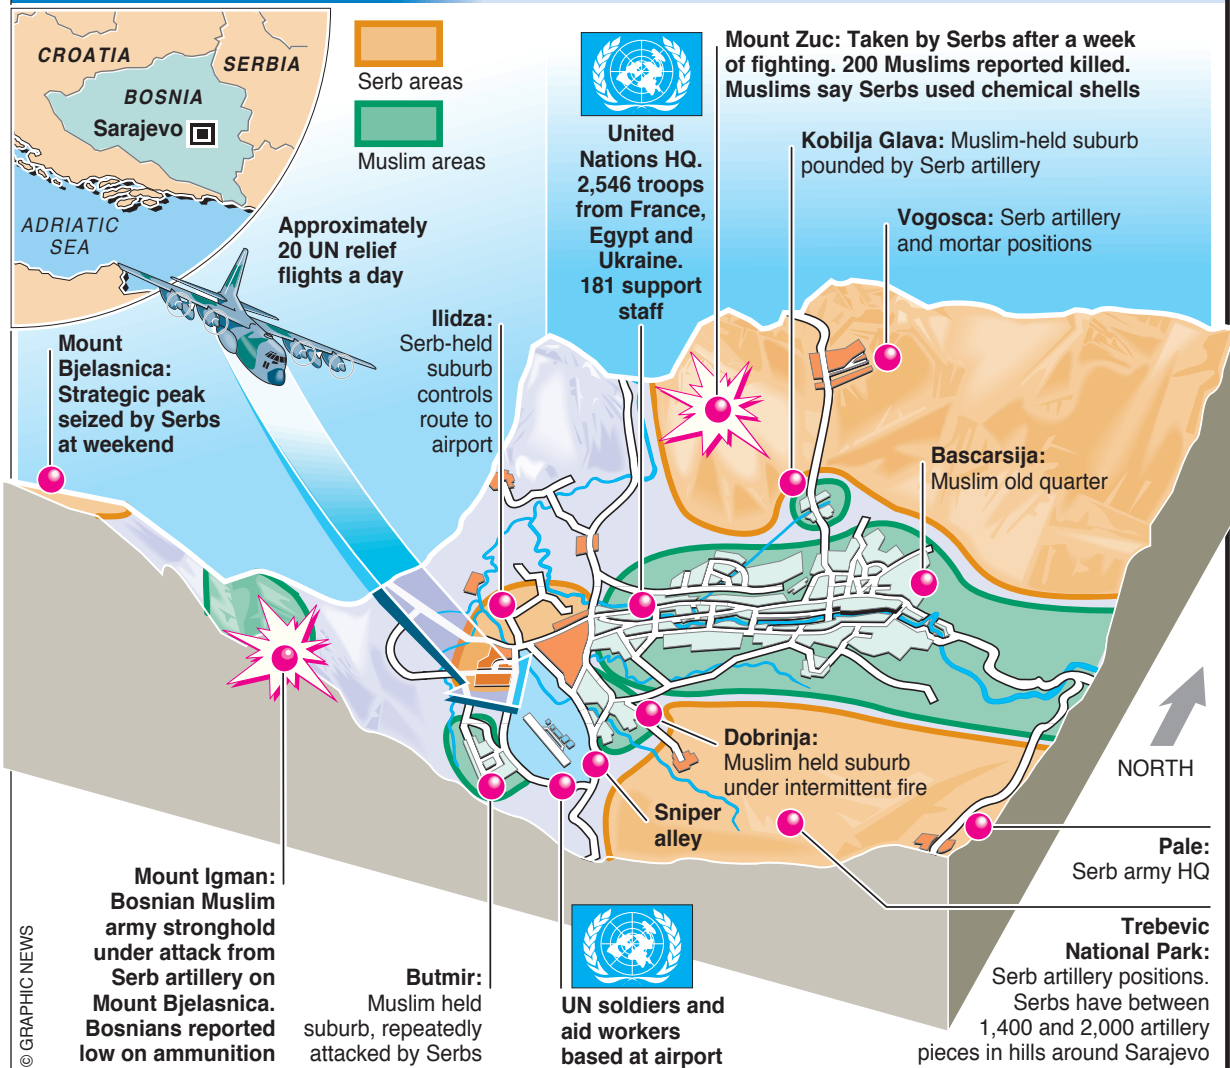 CROATIA
SERBIA
BOSNIA
Sarajevo
ADRIATIC
SEA
Serb areas
Muslim areas
Approximately
20 UN relief
flights a day
United
Nations HQ.
2,546 troops
from France,
Egypt and
Ukraine.
181 support
staff
Mount Zuc: Taken by Serbs after a week
of fighting. 200 Muslims reported killed.
Muslims say Serbs used chemical shells
Kobilja Glava: Muslim-held suburb
pounded by Serb artillery
Vogosca: Serb artillery
and mortar positions
Mount
Bjelasnica:
Strategic peak
seized by Serbs
at weekend
Ilidza:
Serb-held
suburb
controls
route to
airport
Bascarsija:
Muslim old quarter
Dobrinja:
Muslim held suburb
under intermittent fire
Sniper
alley
NORTH
Pale:
Serb army HQ
Mount Igman:
Bosnian Muslim
army stronghold
under attack from
Serb artillery on
Mount Bjelasnica.
Bosnians reported
low on ammunition
Butmir:
Muslim held
suburb, repeatedly
attacked by Serbs
UN soldiers and
aid workers
based at airport
Trebevic
National Park:
Serb artillery positions.
Serbs have between
1,400 and 2,000 artillery
pieces in hills around Sarajevo
© GRAPHIC NEWS